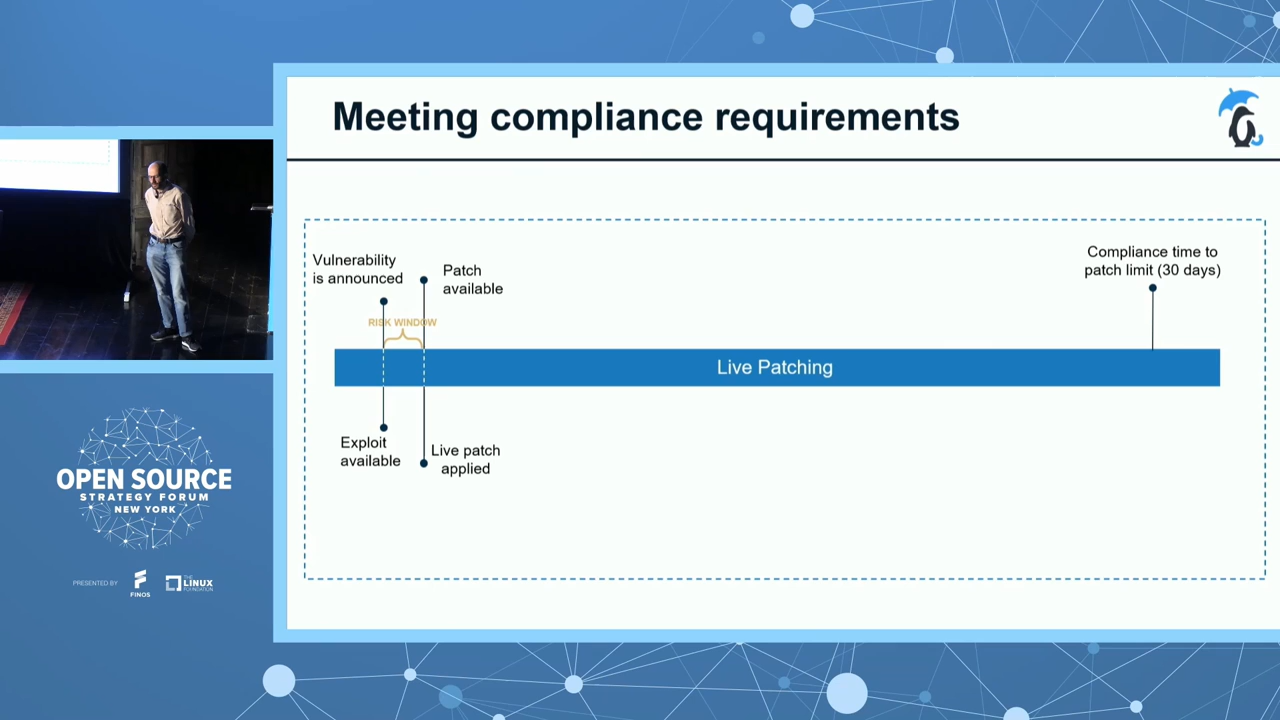 Meeting compliance requirements
Vulnerability
is announced
Patch
available
Compliance time to
patch limit (30 days)
RISK WINDOW
Live Patching
Exploit
available
Live patch
applied
OPEN SOURCE
STRATEGY FORUM
NEW YORK
PRESENTED BY
FINOS
THE
LINUX
FOUNDATION